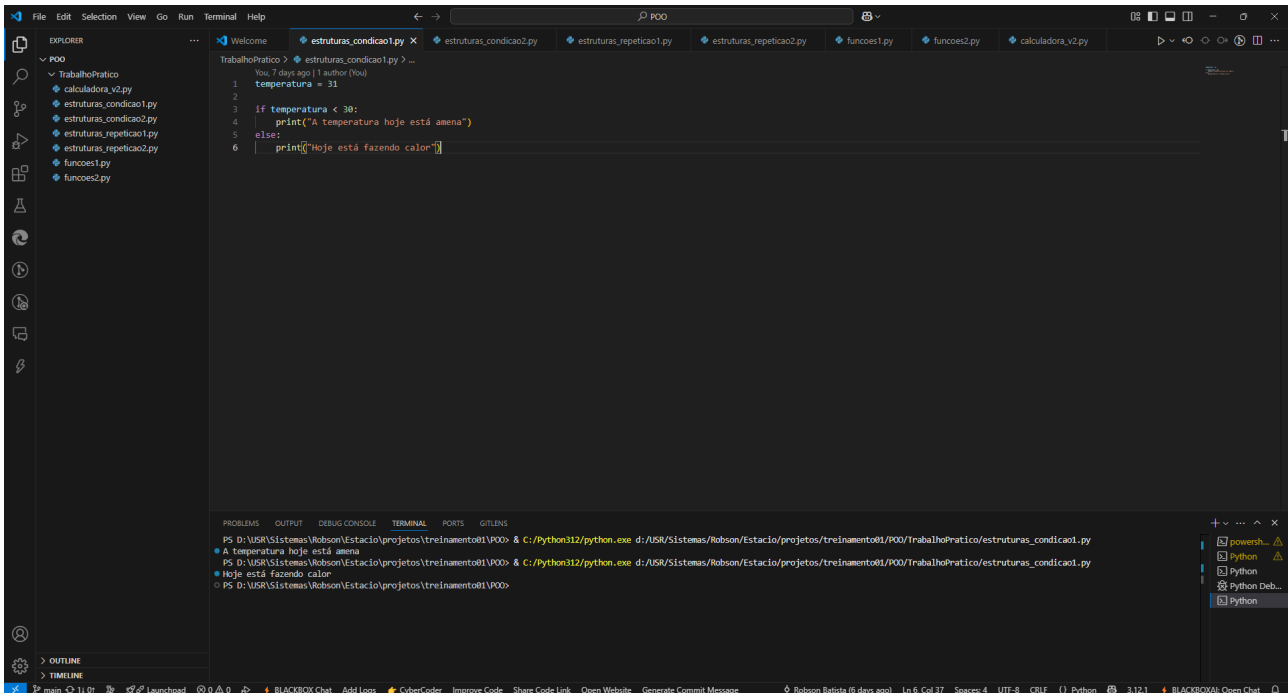 File Edit Selection View Go Run Terminal Help
POO
EXPLORER
Welcome estruturas_condicao1.py estruturas_condicao2.py estruturas_repeticao1.py estruturas_repeticao2.py funcoes1.py funcoes2.py calculadora_v2.py
POO
TrabalhoPratico
calculadora_v2.py
estruturas_condicao1.py
estruturas_condicao2.py
estruturas_repeticao1.py
estruturas_repeticao2.py
funcoes1.py
funcoes2.py
TrabalhoPratico > estruturas_condicao1.py > ...
You, 7 days ago | 1 author (You)
1 temperatura = 31
2
3 if temperatura < 30:
4 print("A temperatura hoje está amena")
5 else:
6 print("Hoje está fazendo calor")
PROBLEMS OUTPUT DEBUG CONSOLE TERMINAL PORTS GITLENS
PS D:\USR\Sistemas\Robson\Estacio\projetos\treinamento01\POO> & C:/Python312/python.exe d:/USR/Sistemas/Robson/Estacio/projetos/treinamento01/POO/TrabalhoPratico/estruturas_condicao1.py
A temperatura hoje está amena
PS D:\USR\Sistemas\Robson\Estacio\projetos\treinamento01\POO> & C:/Python312/python.exe d:/USR/Sistemas/Robson/Estacio/projetos/treinamento01/POO/TrabalhoPratico/estruturas_condicao1.py
Hoje está fazendo calor
PS D:\USR\Sistemas\Robson\Estacio\projetos\treinamento01\POO>
powersh...
Python
Python
Python Deb...
Python
OUTLINE
TIMELINE
main 1↓ 0↑ Launchpad 0 0 0 BLACKBOX Chat Add Logs CyberCoder Improve Code Share Code Link Open Website Generate Commit Message Robson Batista (6 days ago) Ln 6, Col 37 Spaces: 4 UTF-8 CRLF {} Python 3.12.1 BLACKBOXAI: Open Chat